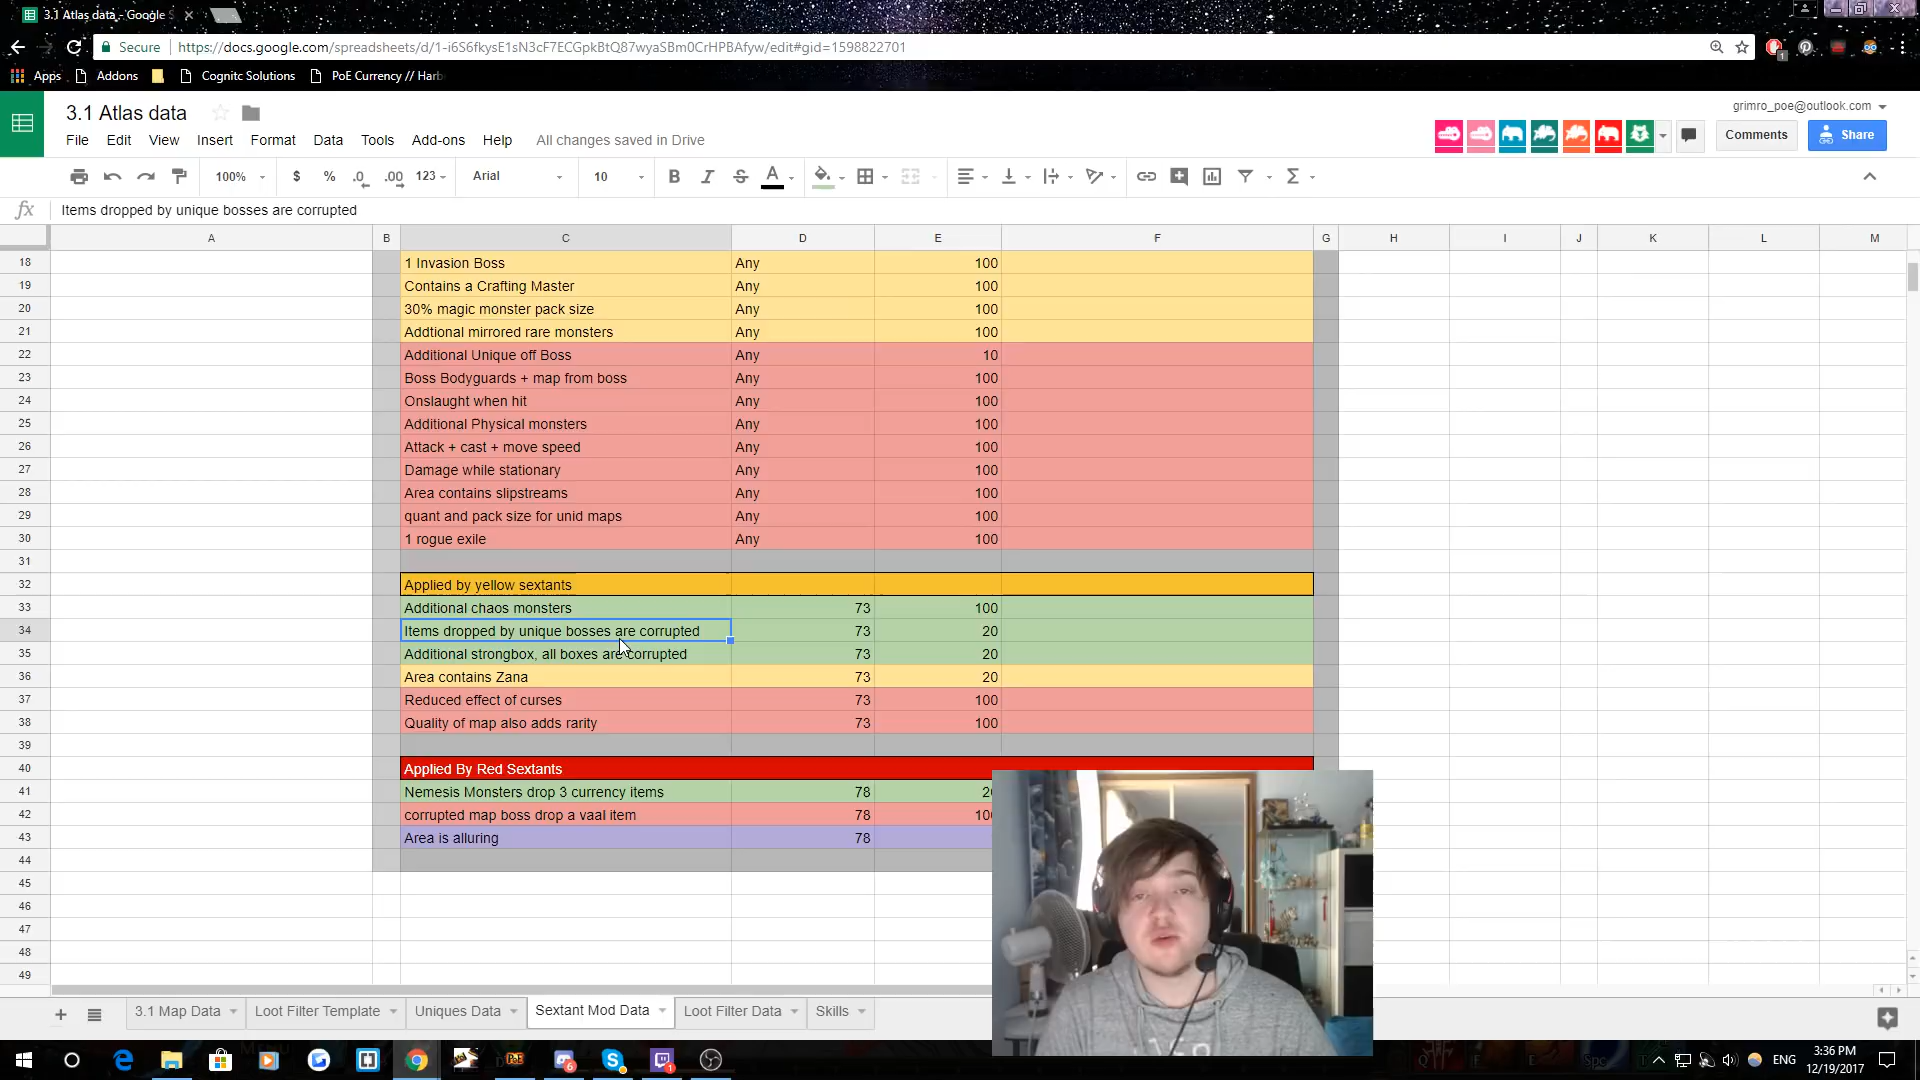 3.1 Atlas data - Google S
Secure
https://docs.google.com/spreadsheets/d/1-i6S6fkysE1sN3cF7ECGpkBtQ87wyaSBm0CrHPBAfyw/edit#gid=1598822701
Apps Addons Cognitc Solutions PoE Currency // Harb
3.1 Atlas data
grimro_poe@outlook.com
File Edit View Insert Format Data Tools Add-ons Help All changes saved in Drive
Comments Share
100% $ % .0 .00 123 Arial 10
Items dropped by unique bosses are corrupted
A B C D E F G H I J K L M
18 1 Invasion Boss Any 100
19 Contains a Crafting Master Any 100
20 30% magic monster pack size Any 100
21 Addtional mirrored rare monsters Any 100
22 Additional Unique off Boss Any 10
23 Boss Bodyguards + map from boss Any 100
24 Onslaught when hit Any 100
25 Additional Physical monsters Any 100
26 Attack + cast + move speed Any 100
27 Damage while stationary Any 100
28 Area contains slipstreams Any 100
29 quant and pack size for unid maps Any 100
30 1 rogue exile Any 100
31
32 Applied by yellow sextants
33 Additional chaos monsters 73 100
34 Items dropped by unique bosses are corrupted 73 20
35 Additional strongbox, all boxes are corrupted 73 20
36 Area contains Zana 73 20
37 Reduced effect of curses 73 100
38 Quality of map also adds rarity 73 100
39
40 Applied By Red Sextants
41 Nemesis Monsters drop 3 currency items 78
42 corrupted map boss drop a vaal item 78
43 Area is alluring 78
44
45
46
47
48
49
3.1 Map Data Loot Filter Template Uniques Data Sextant Mod Data Loot Filter Data Skills
ENG
3:36 PM
12/19/2017